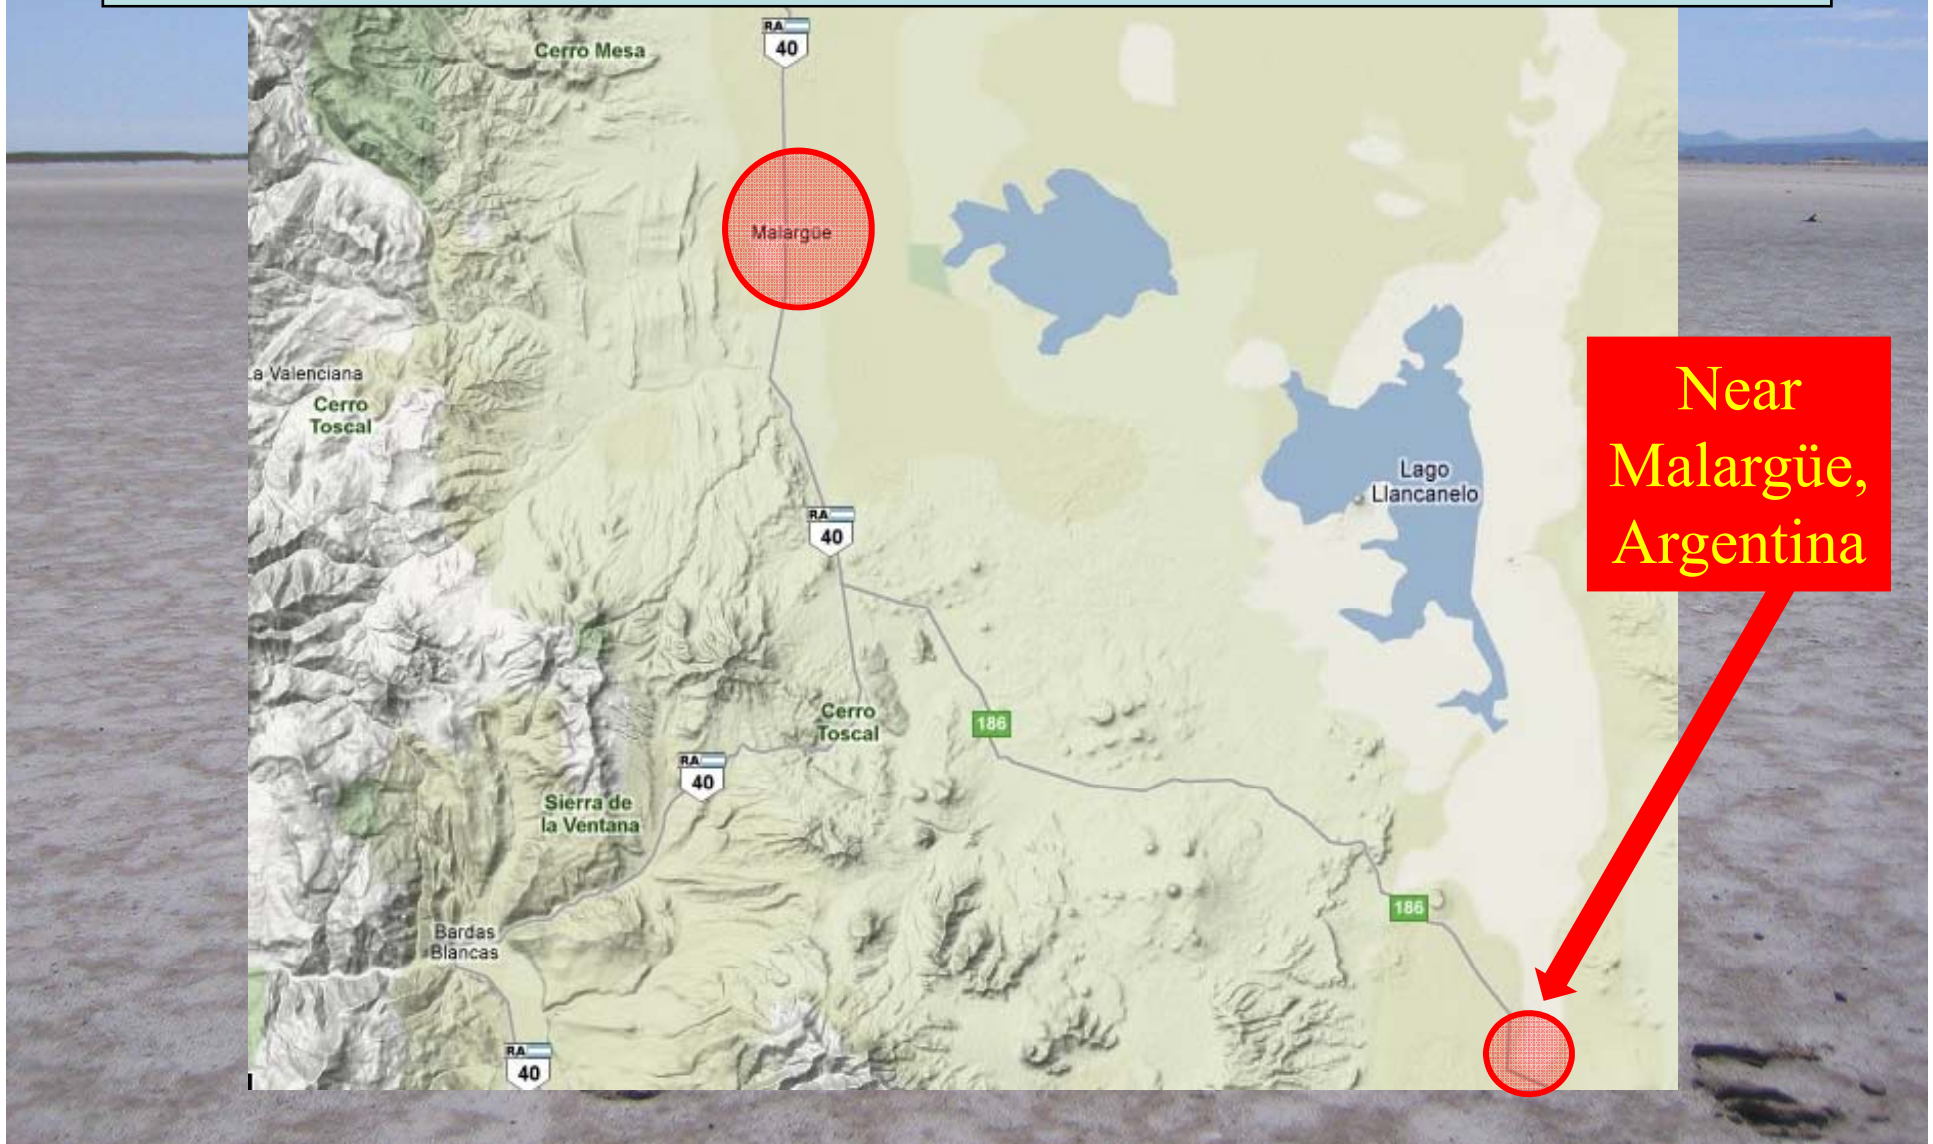 RA
40
Cerro Mesa
Malargüe
Near
Malargüe,
Argentina
a Valenciana
Cerro
Toscal
Lago
Llancanelo
RA
40
Cerro
Toscal
186
RA
40
Sierra de
la Ventana
186
Bardas
Blancas
RA
40